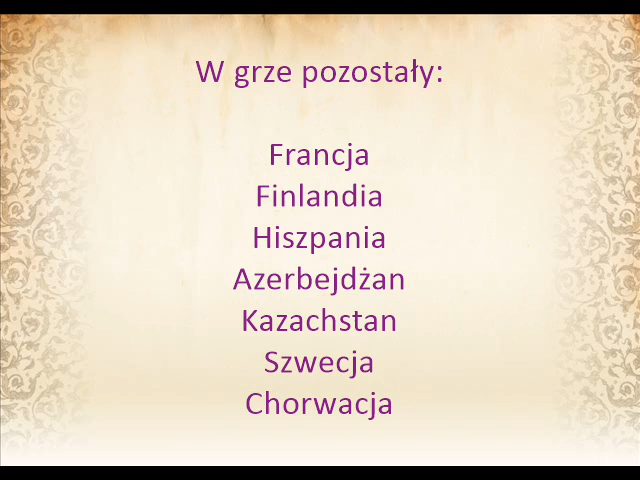 W grze pozostały:
Francja
Finlandia
Hiszpania
Azerbejdżan
Kazachstan
Szwecja
Chorwacja